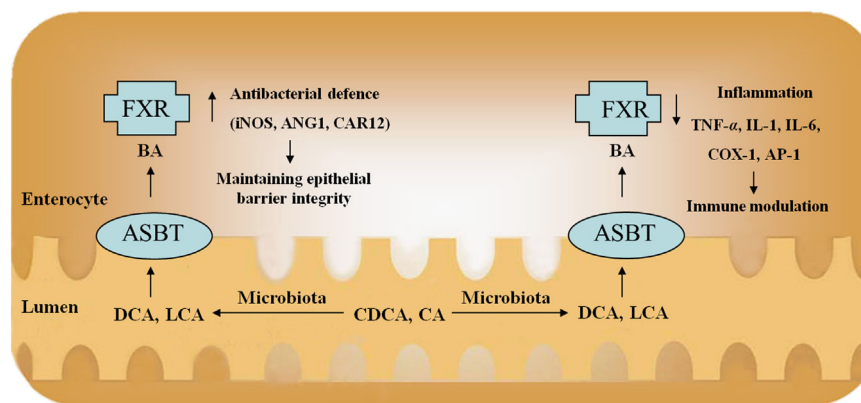 FXR
Antibacterial defence
(iNOS, ANG1, CAR12)
BA
Maintaining epithelial
barrier integrity
FXR
Inflammation
TNF-α, IL-1, IL-6,
COX-1, AP-1
BA
Immune modulation
Enterocyte
ASBT
ASBT
Lumen
DCA, LCA
Microbiota
CDCA, CA
Microbiota
DCA, LCA